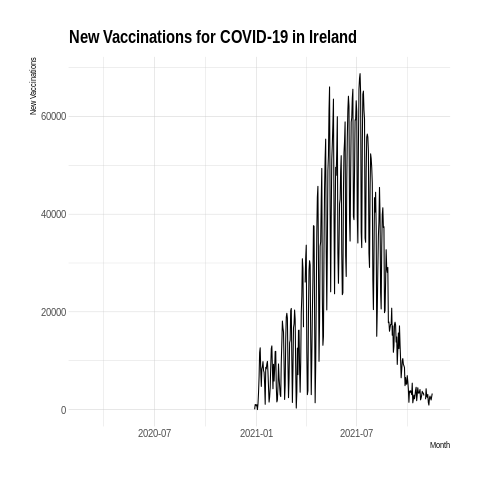 New Vaccinations for COVID-19 in Ireland
New Vaccinations
60000
40000
20000
0
2020-07
2021-01
2021-07
Month